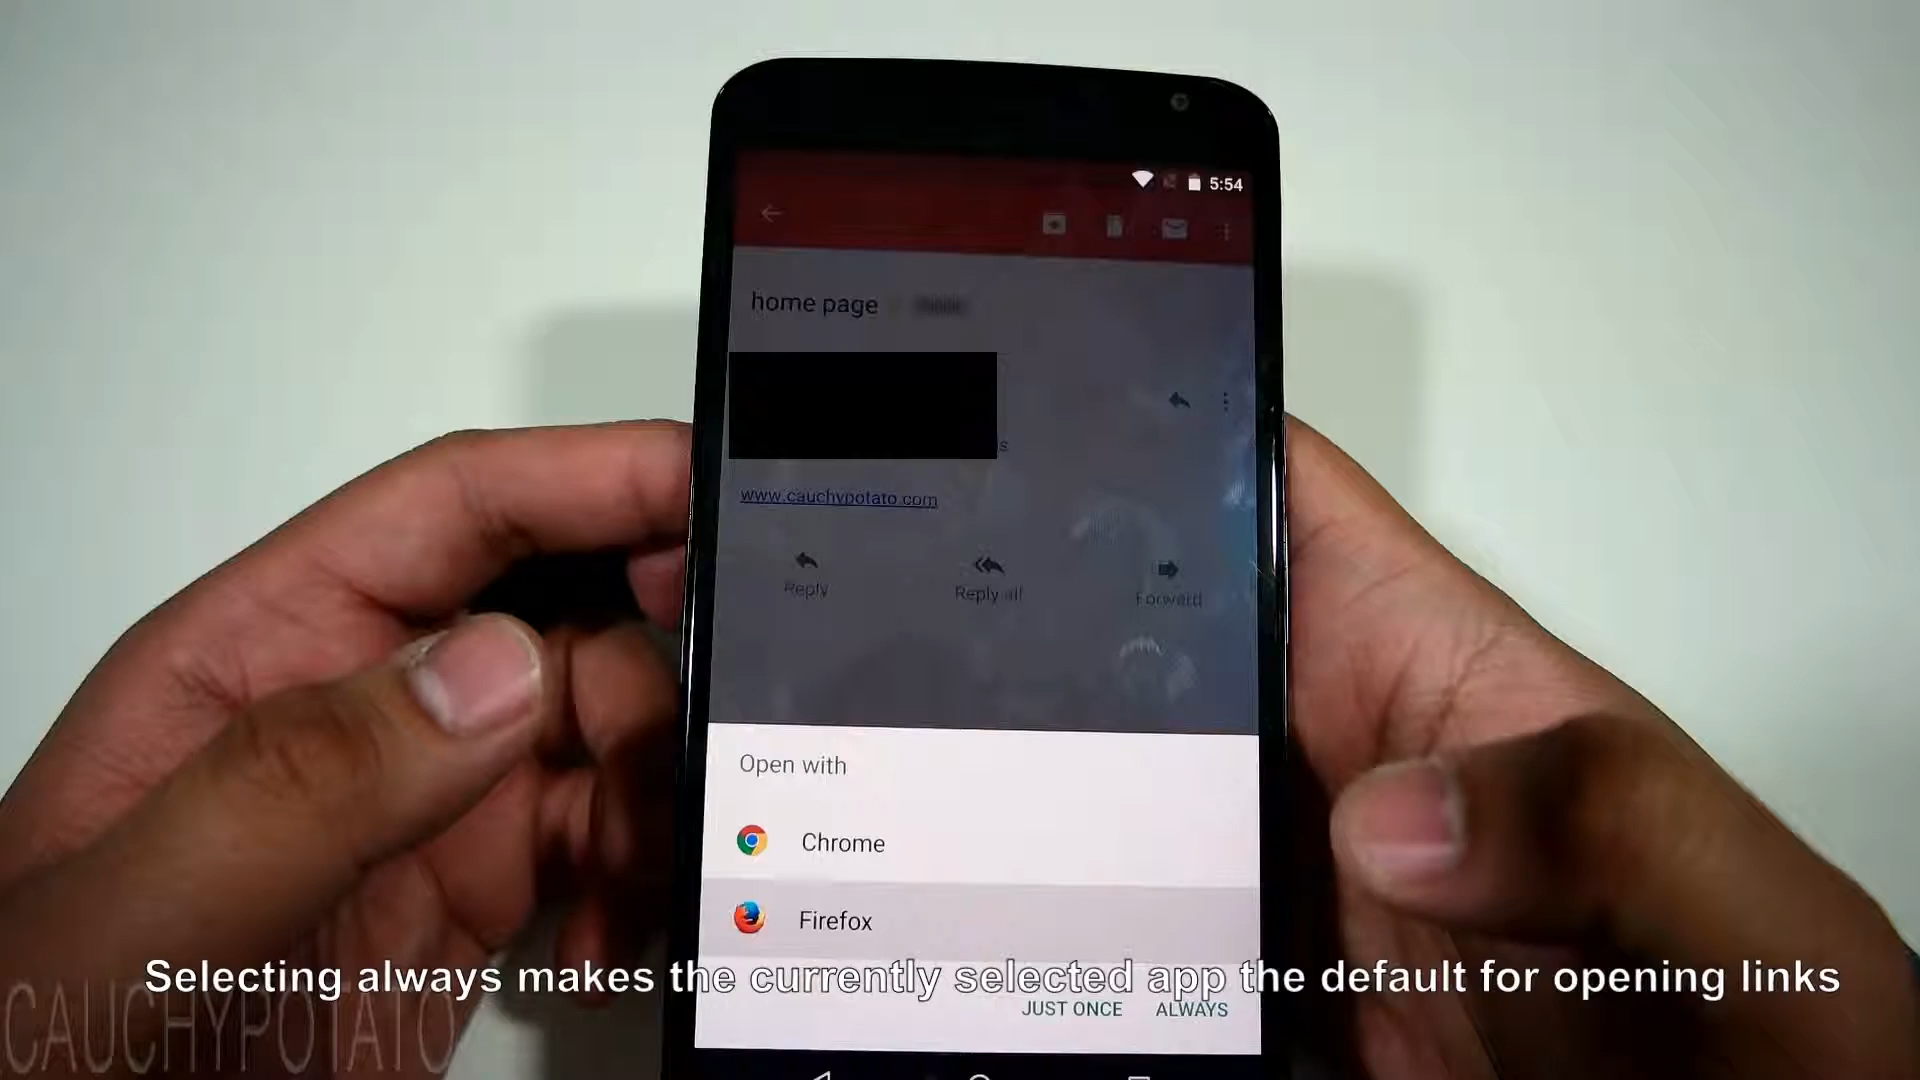 5:54
home page
s
www.cauchypotato.com
Reply
Reply all
Forward
Open with
Chrome
Firefox
Selecting always makes the currently selected app the default for opening links
JUST ONCE
ALWAYS
CAUCHYPOTATO